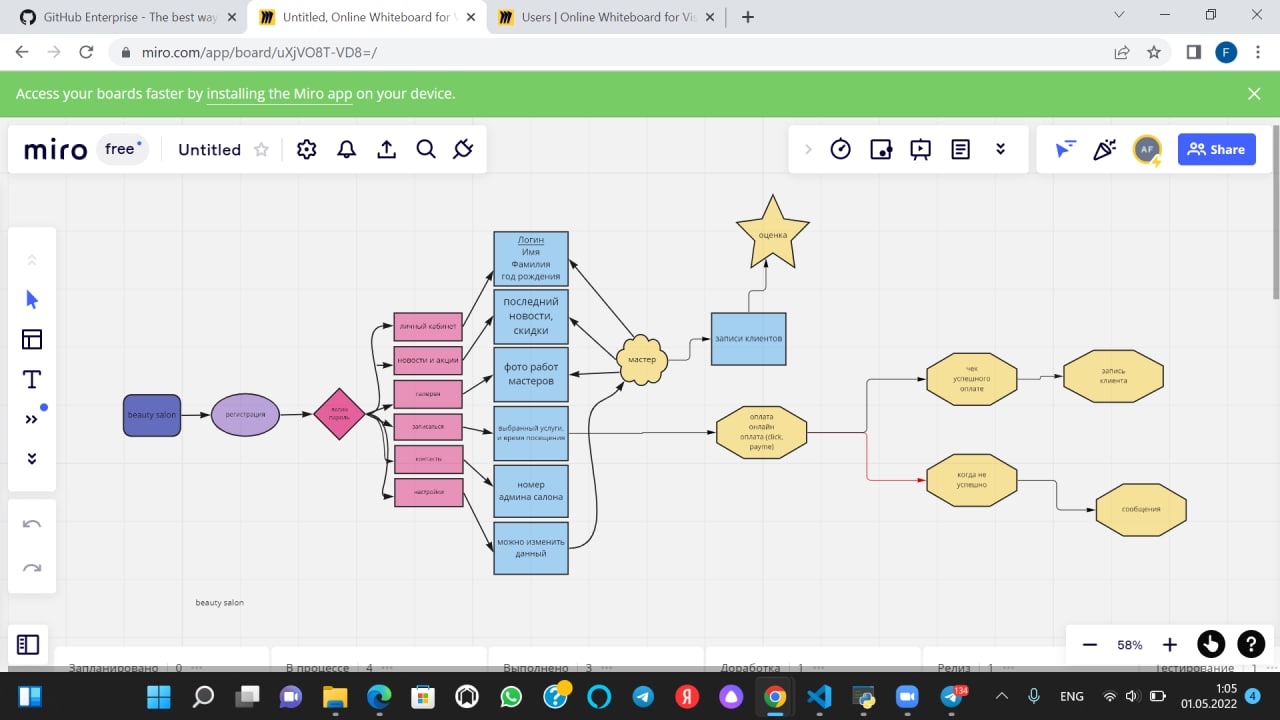 GitHub Enterprise - The best way
Untitled, Online Whiteboard for V
Users | Online Whiteboard for Vis
miro.com/app/board/uXjVO8T-VD8=/
F
Access your boards faster by installing the Miro app on your device.
miro
free
Untitled
AF
Share
оценка
Логин
Имя
Фамилия
год рождения
последний
новости,
скидки
фото работ
мастеров
выбранный услуги,
и время посещения
номер
админа салона
можно изменить
данный
личный кабинет
новости и акции
галерея
записаться
контакты
настройки
beauty salon
регистрация
логин
пароль
мастер
записи клиентов
оплата
онлайн
оплата (click,
payme)
чек
успешного
оплате
запись
клиента
когда не
успешно
сообщения
beauty salon
58%
Запланировано 0
В процессе 4
Выполнено 3
Доработка 1
Релиз 1
Тестирование 1
134
ENG
1:05
01.05.2022
4